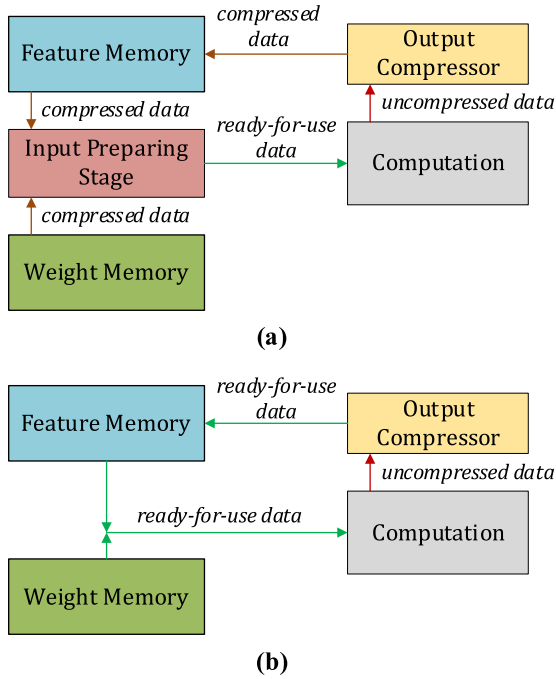 compressed
data
Feature Memory
Output
Compressor
compressed data
uncompressed data
ready-for-use
data
Input Preparing
Stage
Computation
compressed data
Weight Memory
(a)
ready-for-use
data
Feature Memory
Output
Compressor
uncompressed data
ready-for-use data
Computation
Weight Memory
(b)